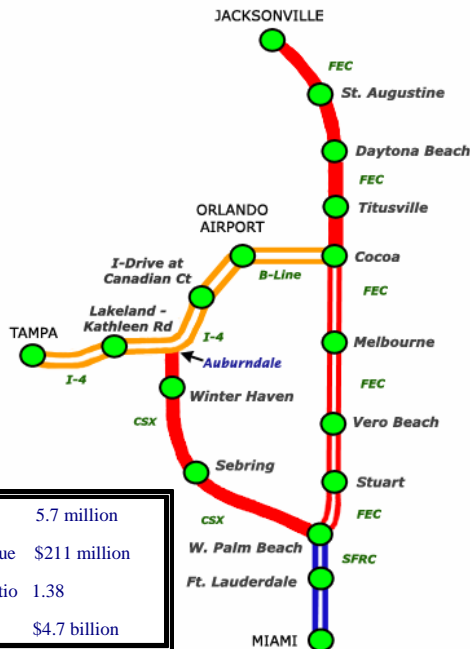 JACKSONVILLE
FEC
St. Augustine
Daytona Beach
FEC
Titusville
ORLANDO
AIRPORT
Cocoa
B-Line
I-Drive at
Canadian Ct
FEC
Lakeland -
Kathleen Rd
I-4
TAMPA
I-4
Auburndale
Melbourne
Winter Haven
FEC
CSX
Vero Beach
Sebring
Stuart
CSX
FEC
W. Palm Beach
SFRC
Ft. Lauderdale
MIAMI
5.7 million
ue $211 million
tio 1.38
$4.7 billion